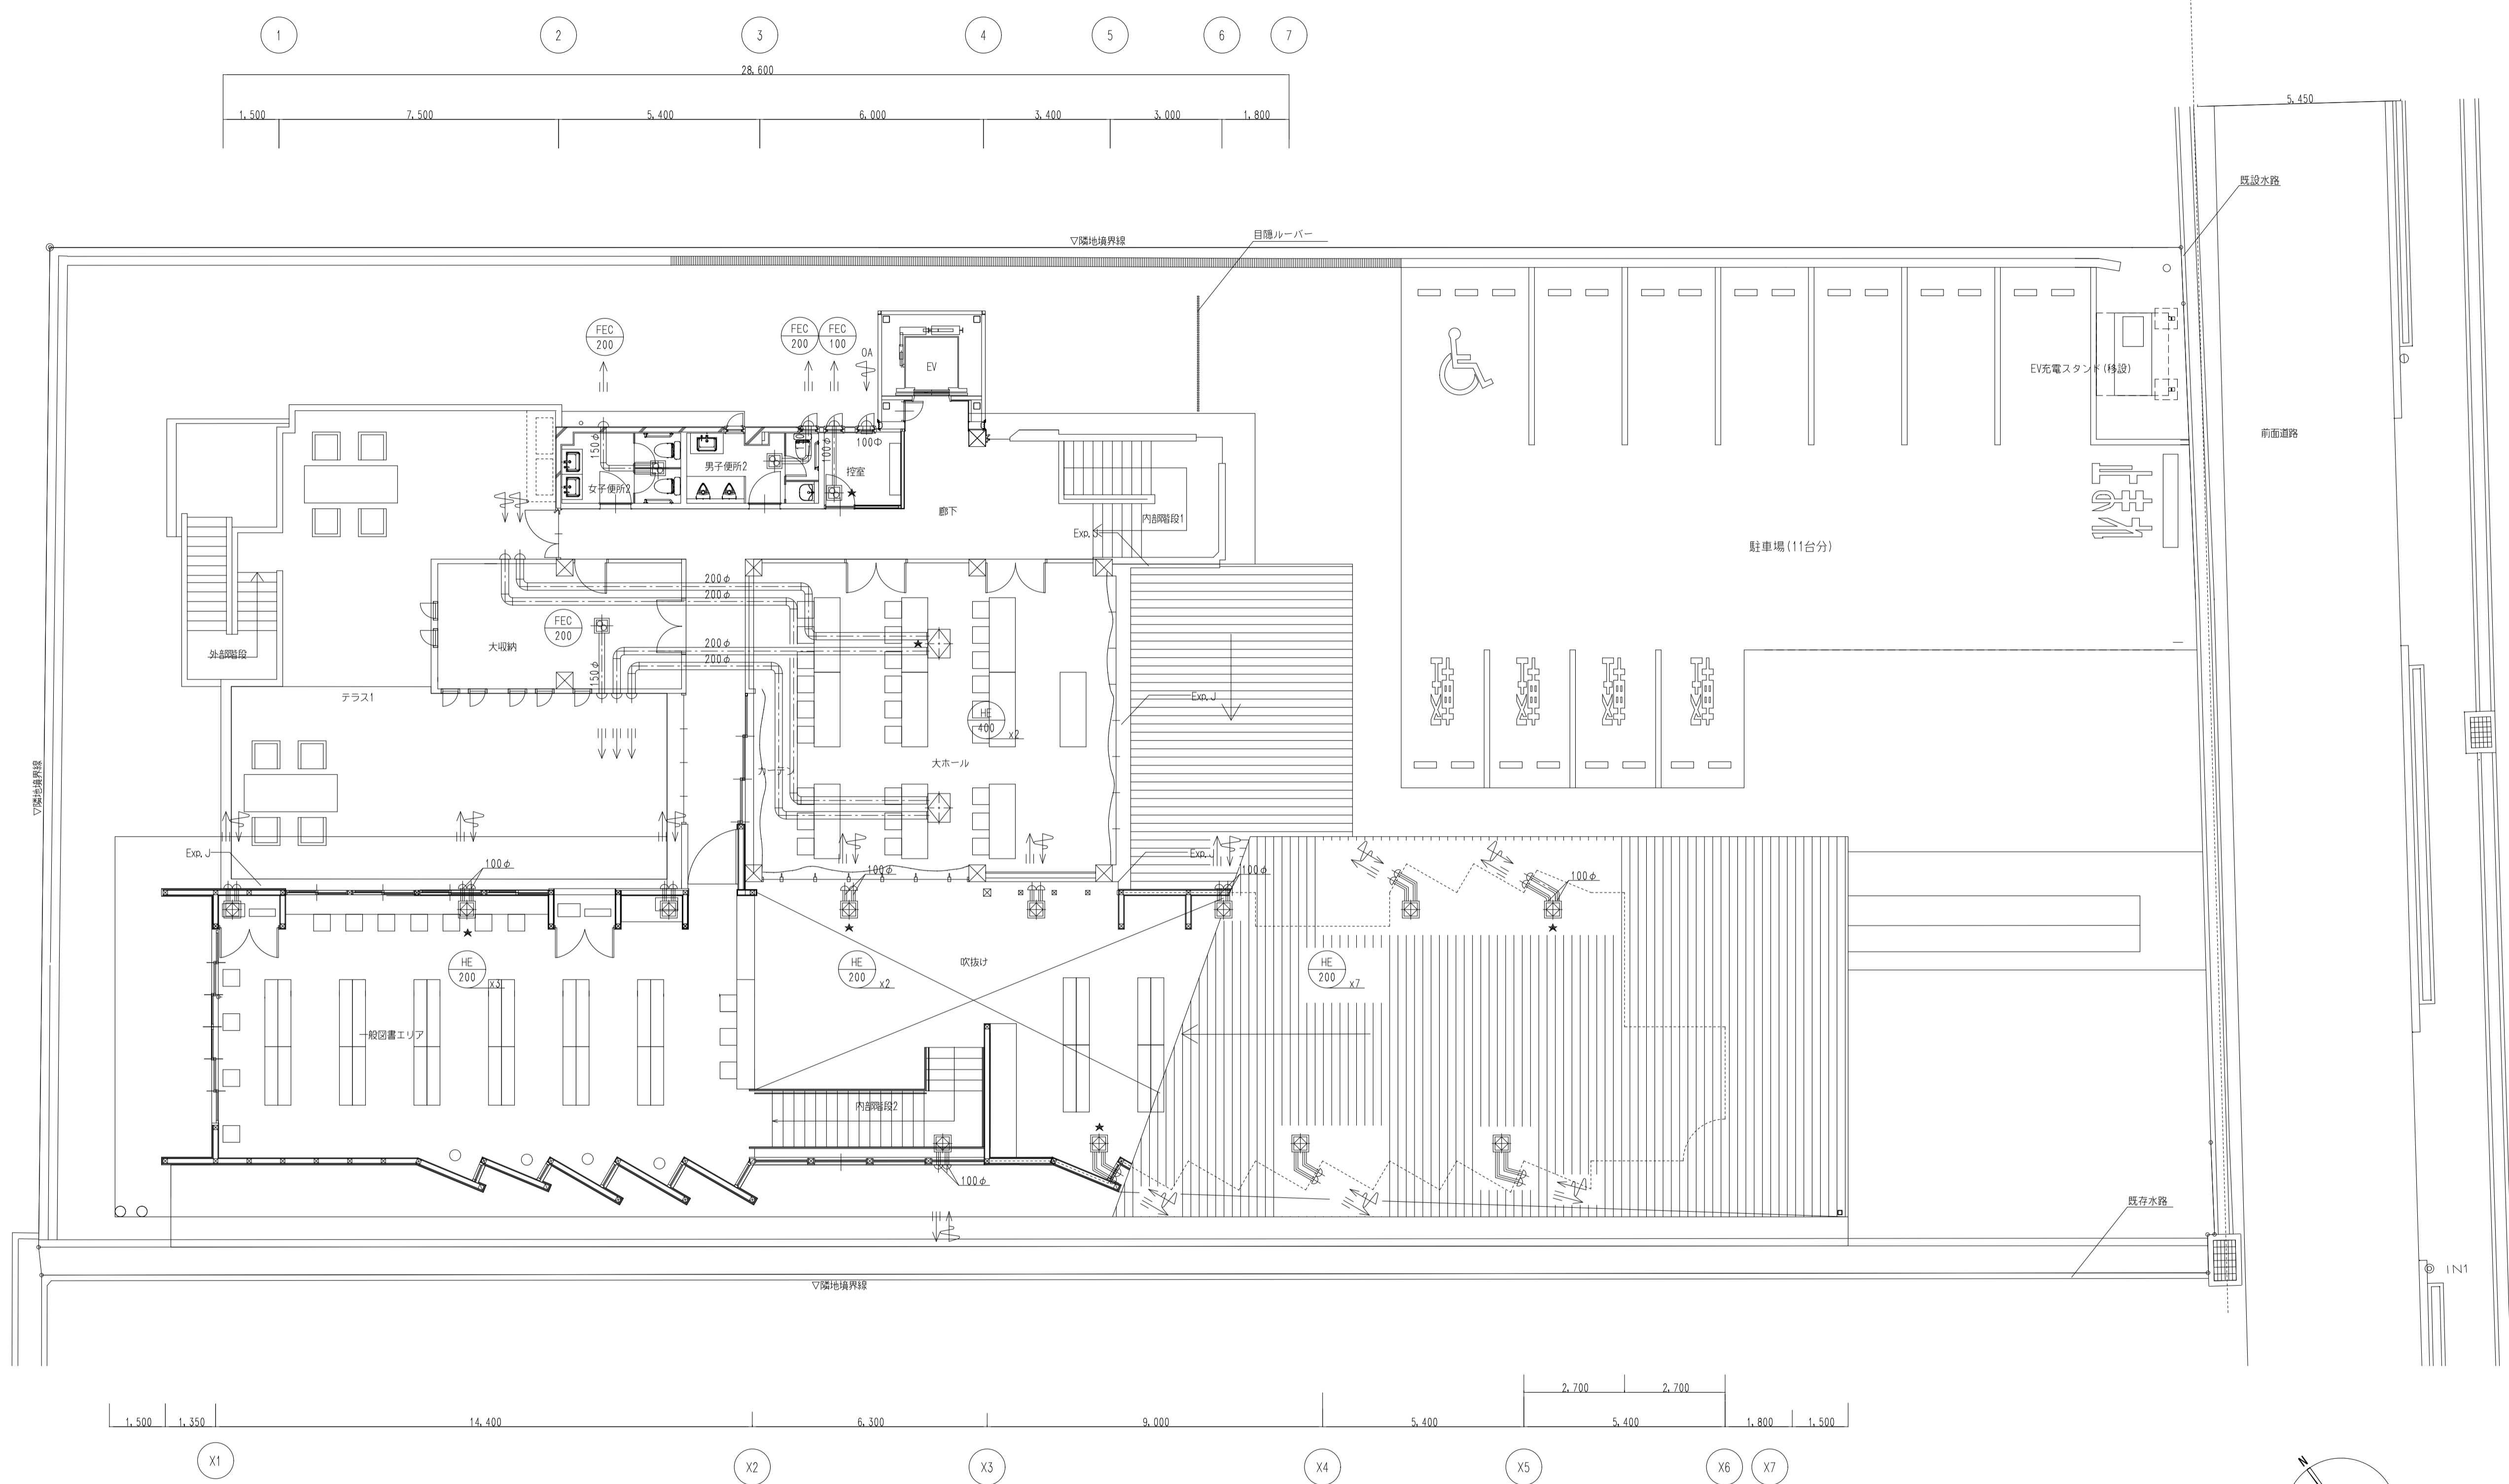 1
2
3
4
5
6
7
28,600
1,500
7,500
5,400
6,000
3,400
3,000
1,800
5,450
既設水路
目隠ルーバー
▽隣地境界線
FEC
200
FEC
200
FEC
100
OA
EV
EV充電スタンド(移設)
前面道路
150φ
男子便所2
100φ
100φ
控室
女子便所2
廊下
内部階段1
Exp.J
駐車場(11台分)
止まれ
200φ
200φ
FEC
200
大収納
200φ
200φ
150φ
外部階段
テラス1
Exp.J
HE
400
x2
カーテン
大ホール
▽隣地境界線
Exp.J
100φ
100φ
Exp.J
100φ
100φ
HE
200
x3
HE
200
x2
吹抜け
HE
200
x7
一般図書エリア
内部階段2
100φ
既存水路
▽隣地境界線
IN1
2,700
2,700
1,500
1,350
14,400
6,300
9,000
5,400
5,400
1,800
1,500
X1
X2
X3
X4
X5
X6
X7
N